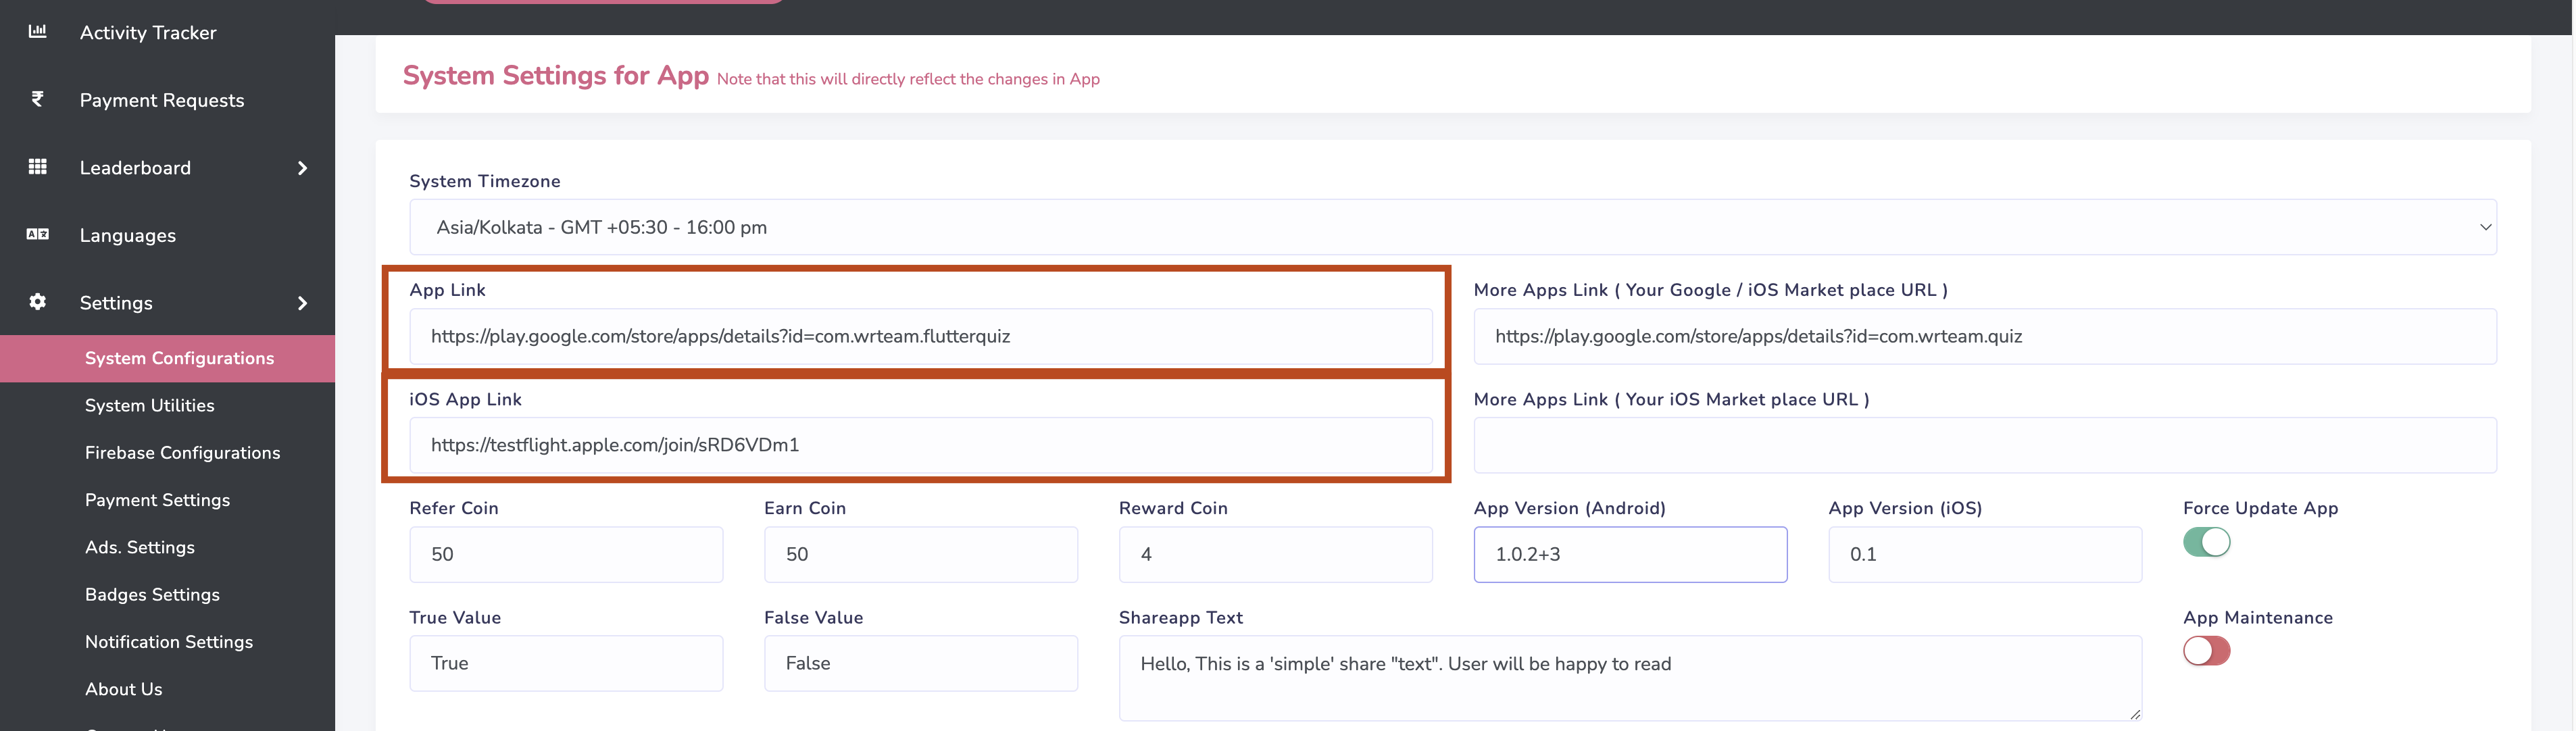 Activity Tracker
Payment Requests
Leaderboard
Languages
Settings
System Configurations
System Utilities
Firebase Configurations
Payment Settings
Ads. Settings
Badges Settings
Notification Settings
About Us
System Settings for App Note that this will directly reflect the changes in App
System Timezone
Asia/Kolkata - GMT +05:30 - 16:00 pm
App Link
More Apps Link ( Your Google / iOS Market place URL )
https://play.google.com/store/apps/details?id=com.wrteam.flutterquiz
https://play.google.com/store/apps/details?id=com.wrteam.quiz
iOS App Link
More Apps Link ( Your iOS Market place URL )
https://testflight.apple.com/join/sRD6VDm1
Refer Coin
Earn Coin
Reward Coin
App Version (Android)
App Version (iOS)
Force Update App
50
50
4
1.0.2+3
0.1
True Value
False Value
Shareapp Text
App Maintenance
True
False
Hello, This is a 'simple' share "text". User will be happy to read